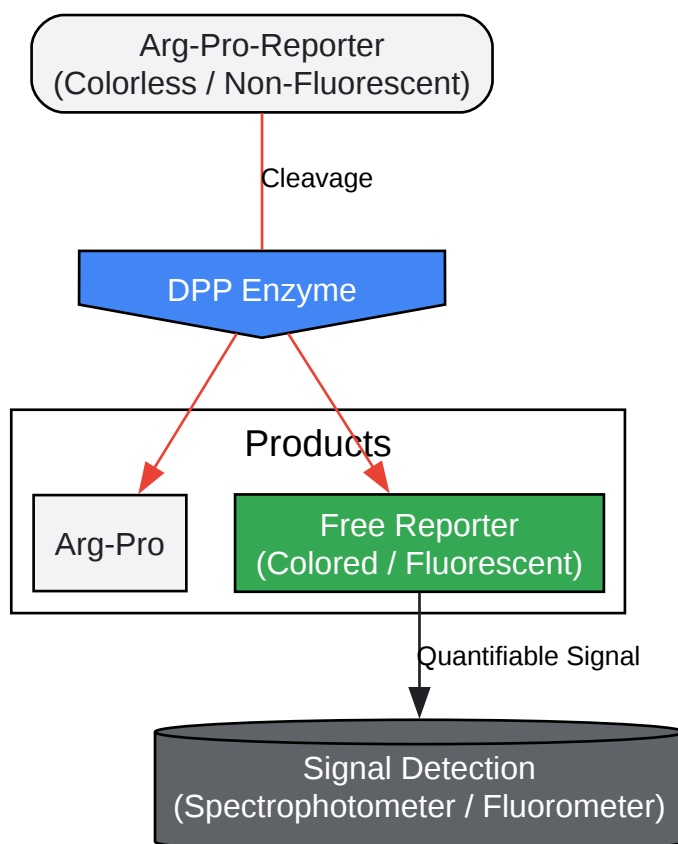 Arg-Pro-Reporter
(Colorless / Non-Fluorescent)
Cleavage
DPP Enzyme
Products
Arg-Pro
Free Reporter
(Colored / Fluorescent)
Quantifiable Signal
Signal Detection
(Spectrophotometer / Fluorometer)